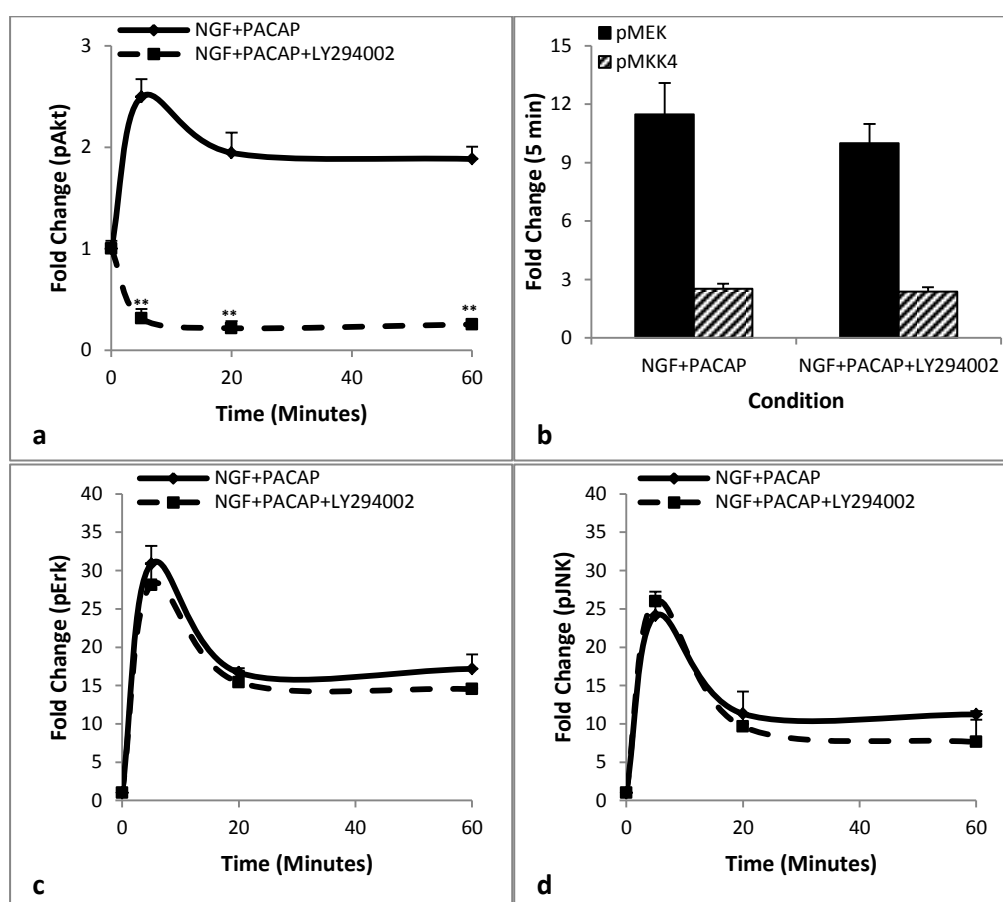 NGF+PACAP
NGF+PACAP+LY294002
Fold Change (pAkt)
3
2
1
0
**
**
**
0
20
40
60
Time (Minutes)
a
pMEK
pMKK4
Fold Change (5 min)
15
12
9
6
3
0
NGF+PACAP
NGF+PACAP+LY294002
Condition
b
NGF+PACAP
NGF+PACAP+LY294002
Fold Change (pErk)
40
35
30
25
20
15
10
5
0
0
20
40
60
Time (Minutes)
c
NGF+PACAP
NGF+PACAP+LY294002
Fold Change (pJNK)
40
35
30
25
20
15
10
5
0
0
20
40
60
Time (Minutes)
d